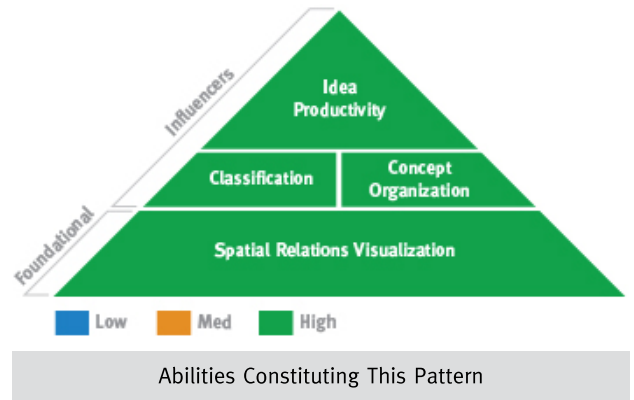 Influencers
Idea
Productivity
Classification
Concept
Organization
Foundational
Spatial Relations Visualization
Low
Med
High
Abilities Constituting This Pattern